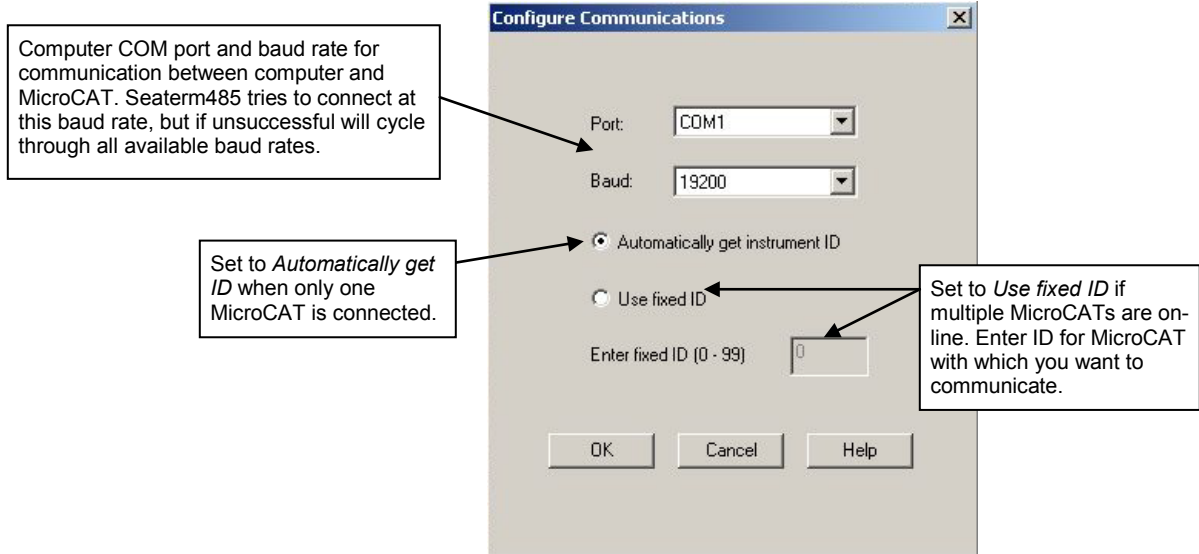 Configure Communications
Computer COM port and baud rate for
communication between computer and
MicroCAT. Seaterm485 tries to connect at
this baud rate, but if unsuccessful will cycle
through all available baud rates.
Port: COM1
Baud: 19200
Automatically get instrument ID
Set to Automatically get
ID when only one
MicroCAT is connected.
Use fixed ID
Enter fixed ID (0 - 99) 0
Set to Use fixed ID if
multiple MicroCATs are on-
line. Enter ID for MicroCAT
with which you want to
communicate.
OK Cancel Help